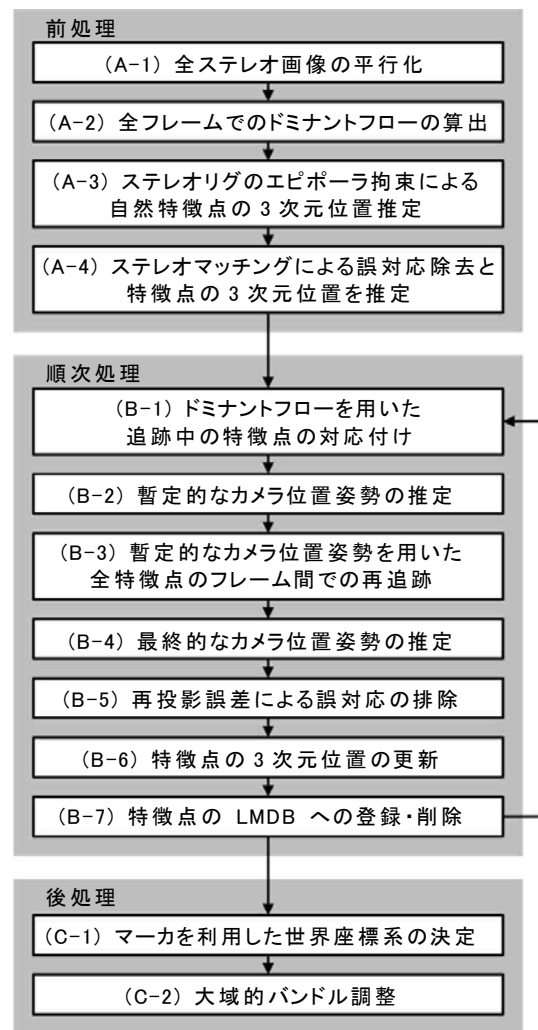 前処理
(A-1) 全ステレオ画像の平行化
(A-2) 全フレームでのドミナントフローの算出
(A-3) ステレオリグのエピポーラ拘束による
自然特徴点の 3 次元位置推定
(A-4) ステレオマッチングによる誤対応除去と
特徴点の 3 次元位置を推定
順次処理
(B-1) ドミナントフローを用いた
追跡中の特徴点の対応付け
(B-2) 暫定的なカメラ位置姿勢の推定
(B-3) 暫定的なカメラ位置姿勢を用いた
全特徴点のフレーム間での再追跡
(B-4) 最終的なカメラ位置姿勢の推定
(B-5) 再投影誤差による誤対応の排除
(B-6) 特徴点の 3 次元位置の更新
(B-7) 特徴点の LMDB への登録・削除
後処理
(C-1) マーカを利用した世界座標系の決定
(C-2) 大域的バンドル調整